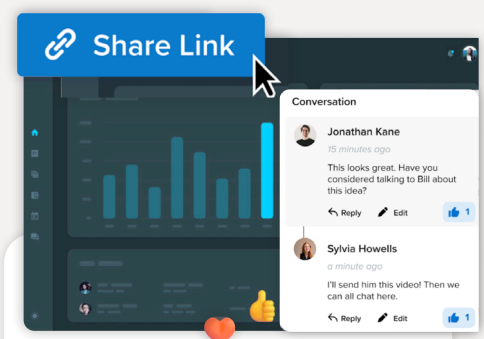 Share Link
Conversation
Jonathan Kane
15 minutes ago
This looks great. Have you
considered talking to Bill about
this idea?
Reply Edit 1
Sylvia Howells
a minute ago
I'll send him this video! Then we
can all chat here.
Reply Edit 1